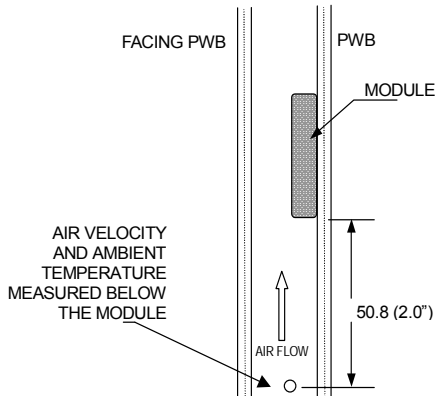 FACING PWB
PWB
MODULE
AIR VELOCITY
AND AMBIENT
TEMPERATURE
MEASURED BELOW
THE MODULE
AIR FLOW
50.8 (2.0")